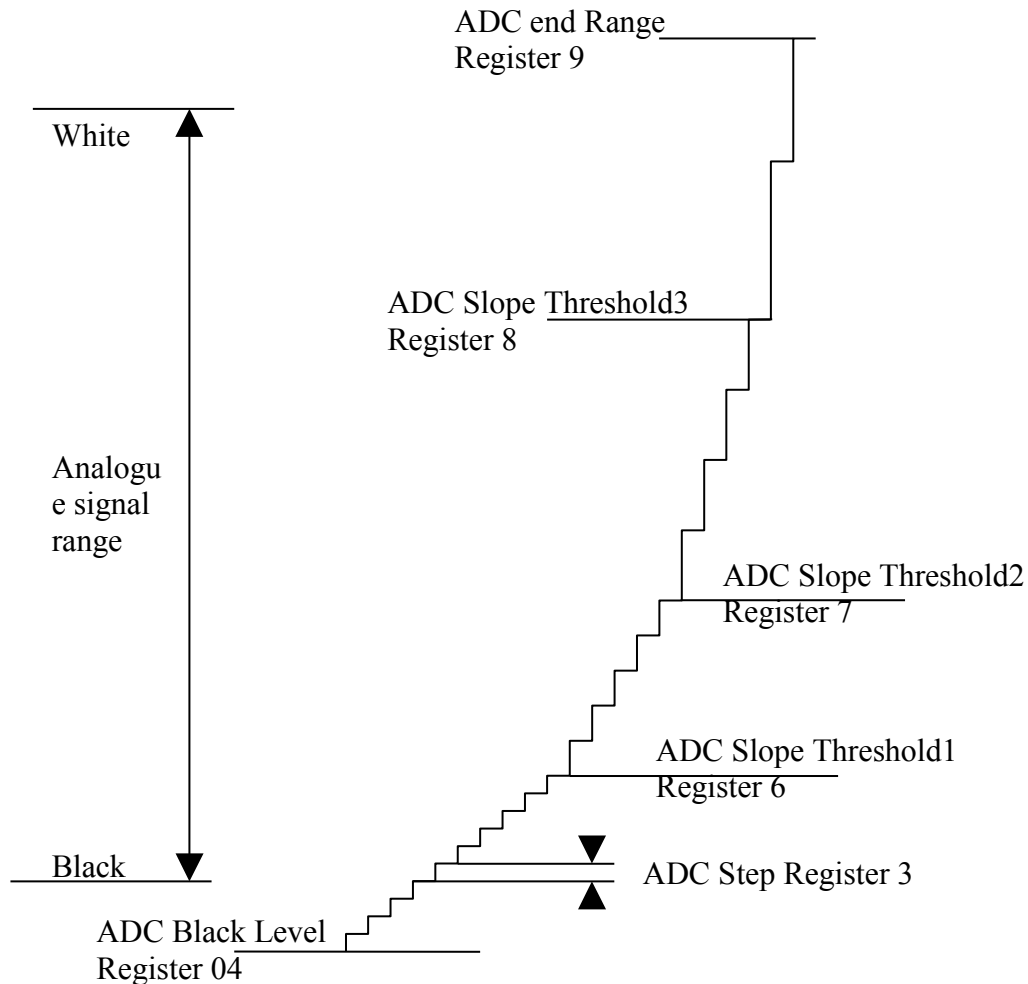 ADC end Range
Register 9
White
ADC Slope Threshold3
Register 8
Analogu
e signal
range
ADC Slope Threshold2
Register 7
ADC Slope Threshold1
Register 6
Black
ADC Step Register 3
ADC Black Level
Register 04